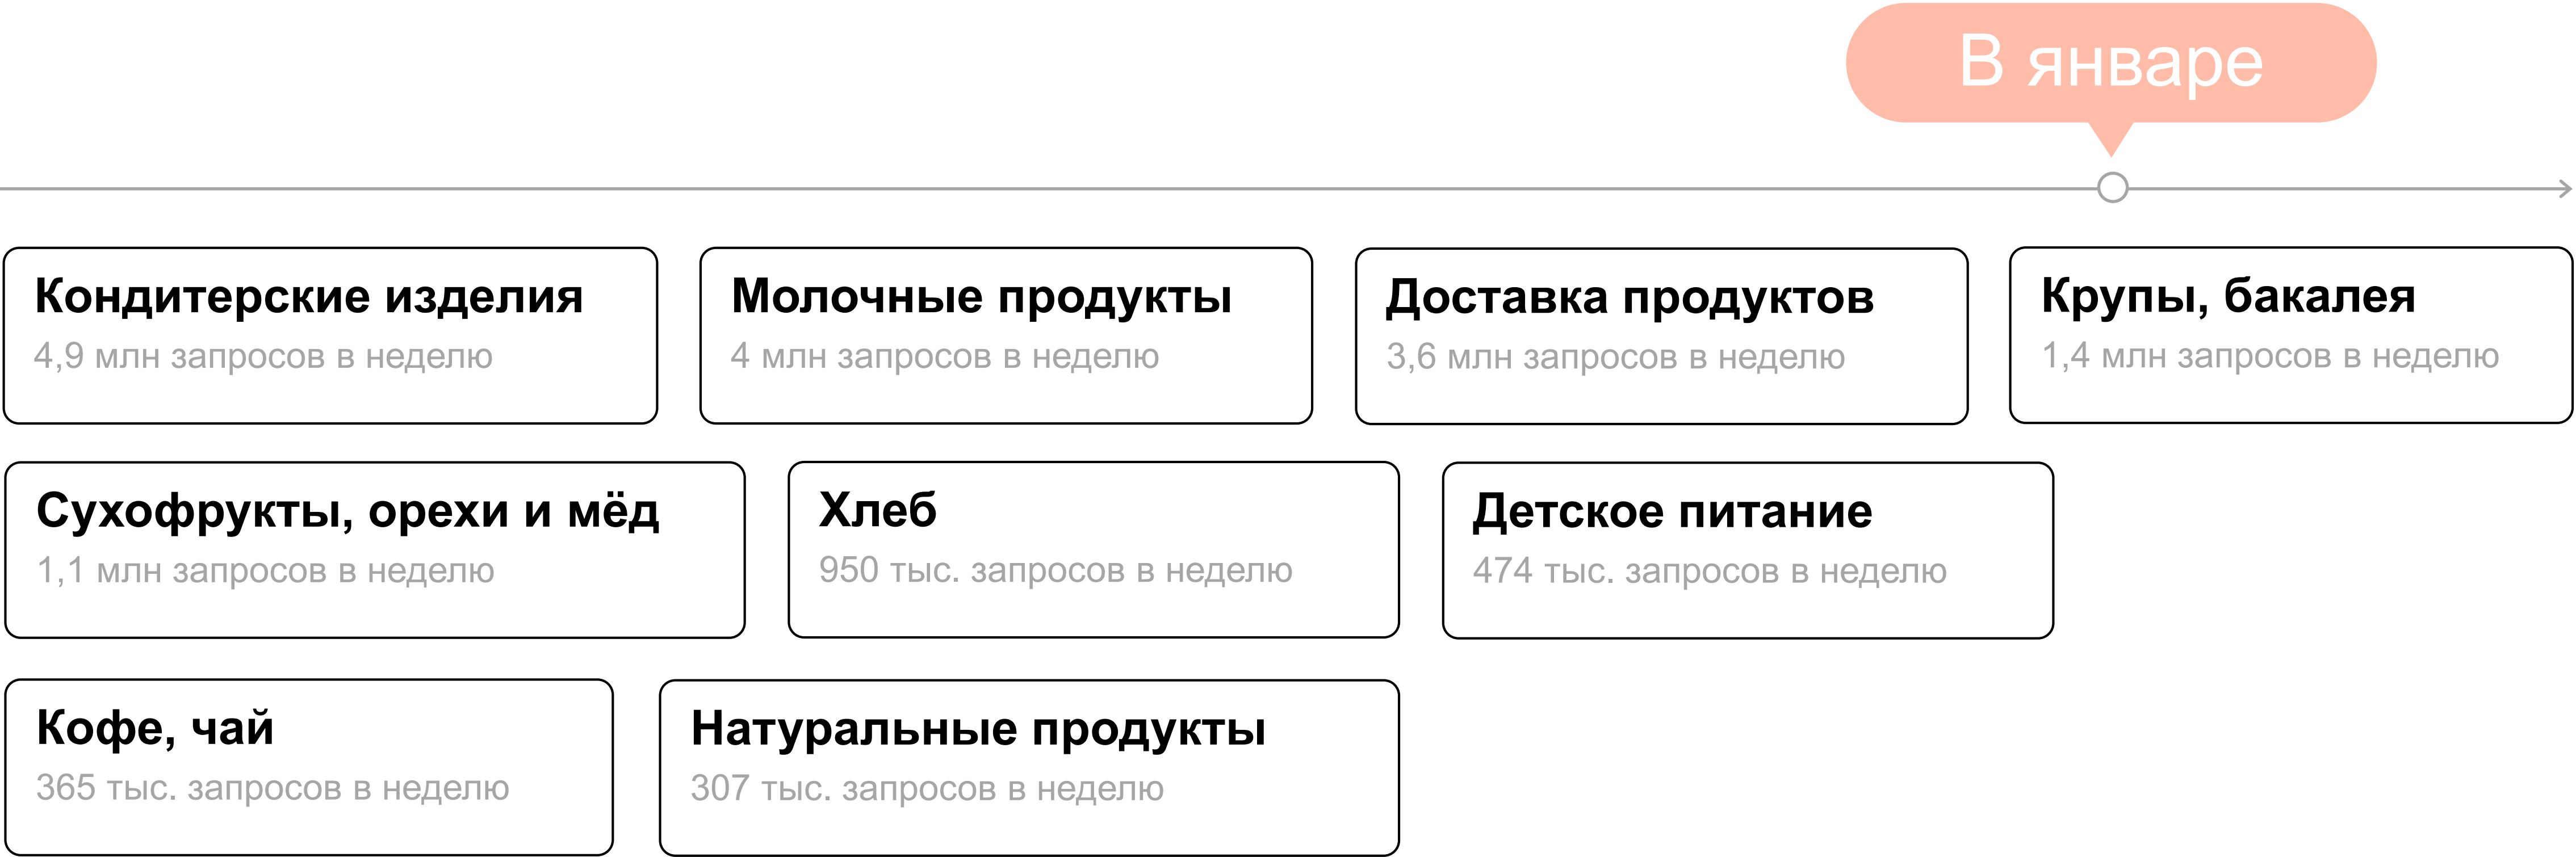 В январе
Кондитерские изделия
4,9 млн запросов в неделю
Молочные продукты
4 млн запросов в неделю
Доставка продуктов
3,6 млн запросов в неделю
Крупы, бакалея
1,4 млн запросов в неделю
Сухофрукты, орехи и мёд
1,1 млн запросов в неделю
Хлеб
950 тыс. запросов в неделю
Детское питание
474 тыс. запросов в неделю
Кофе, чай
365 тыс. запросов в неделю
Натуральные продукты
307 тыс. запросов в неделю